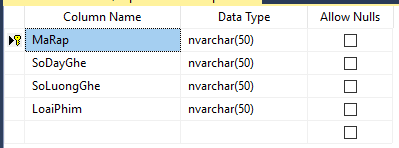 Column Name Data Type Allow Nulls
MaRap nvarchar(50)
SoDayGhe nvarchar(50)
SoLuongGhe nvarchar(50)
LoaiPhim nvarchar(50)